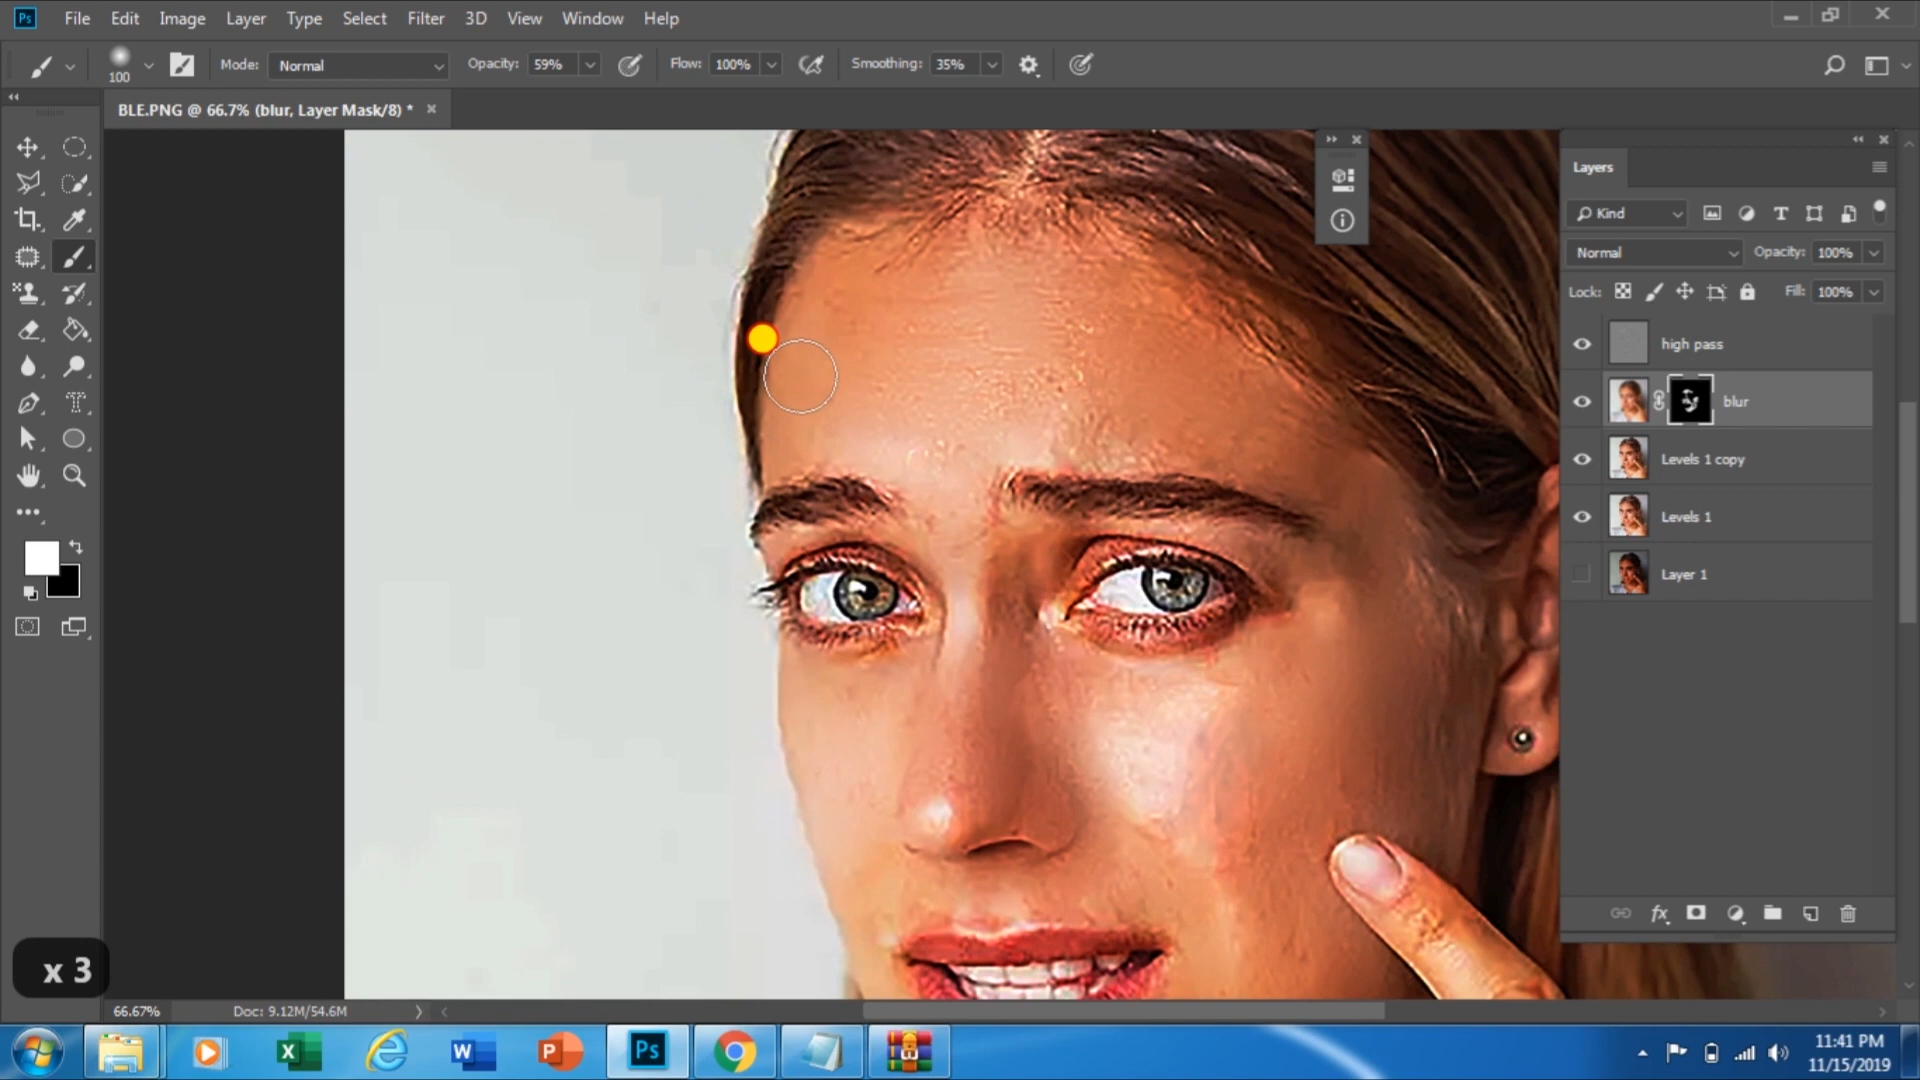 Ps File Edit Image Layer Type Select Filter 3D View Window Help
100 Mode: Normal Opacity: 59% Flow: 100% Smoothing: 35%
BLE.PNG @ 66.7% (blur, Layer Mask/8) *
Layers
Kind
Normal Opacity: 100%
Lock: Fill: 100%
high pass
blur
Levels 1 copy
Levels 1
Layer 1
fx
x 3
66.67% Doc: 9.12M/54.6M
X W P Ps
11:41 PM
11/15/2019